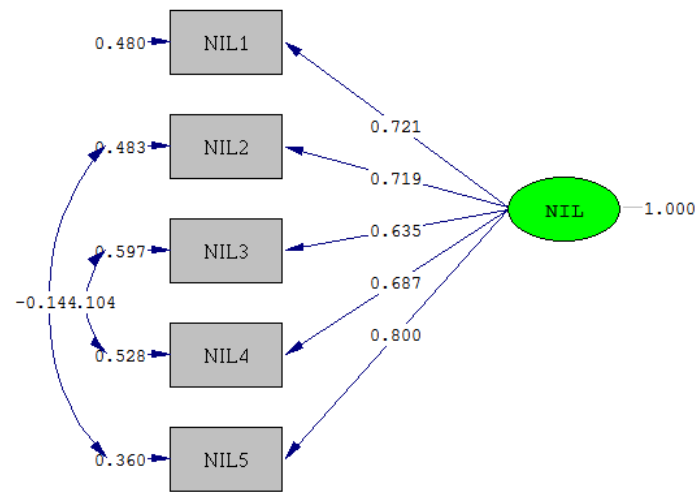 0.480 NIL1
0.721
0.483 NIL2
0.719
NIL 1.000
0.597 NIL3
0.635
0.687
-0.144.104
0.800
0.528 NIL4
0.360 NIL5